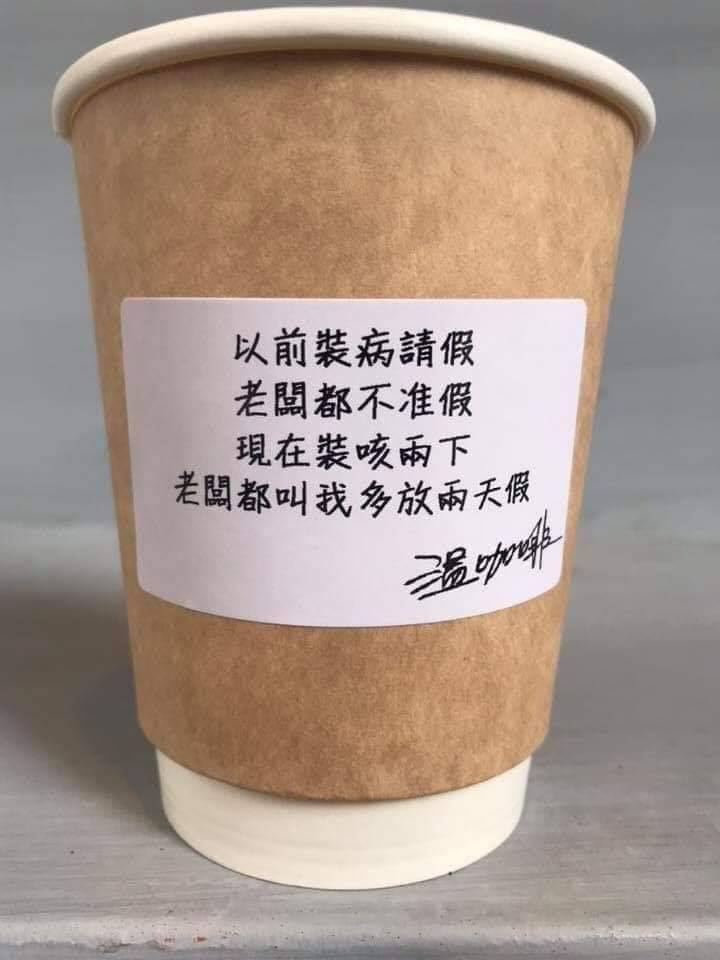 以前裝病請假
老闆都不准假
現在裝咳兩下
老闆都叫我多放兩天假
溫咖啡